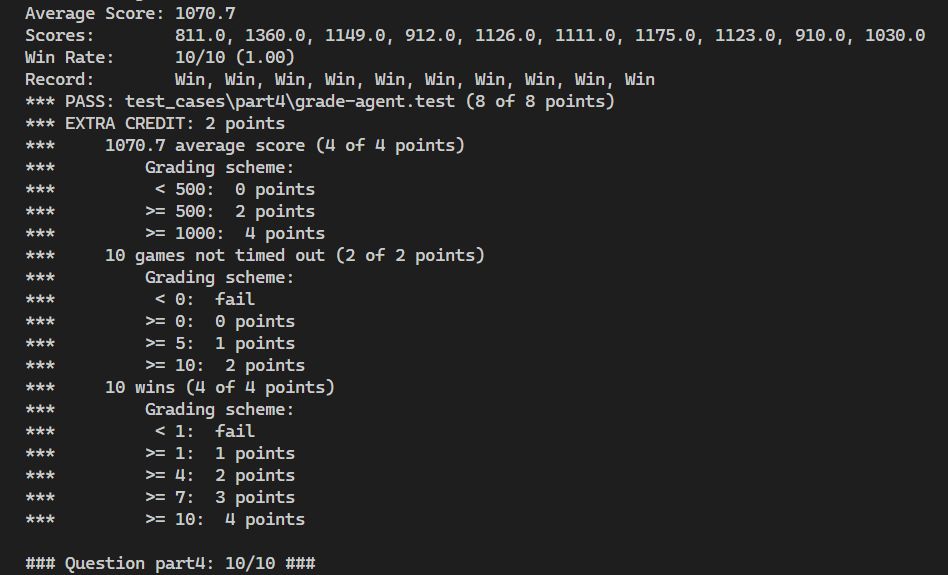 Average Score: 1070.7
Scores:        811.0, 1360.0, 1149.0, 912.0, 1126.0, 1111.0, 1175.0, 1123.0, 910.0, 1030.0
Win Rate:      10/10 (1.00)
Record:        Win, Win, Win, Win, Win, Win, Win, Win, Win, Win
*** PASS: test_cases\part4\grade-agent.test (8 of 8 points)
*** EXTRA CREDIT: 2 points
***     1070.7 average score (4 of 4 points)
***         Grading scheme:
***          < 500:  0 points
***         >= 500:  2 points
***         >= 1000:  4 points
***     10 games not timed out (2 of 2 points)
***         Grading scheme:
***          < 0:  fail
***         >= 0:  0 points
***         >= 5:  1 points
***         >= 10:  2 points
***     10 wins (4 of 4 points)
***         Grading scheme:
***          < 1:  fail
***         >= 1:  1 points
***         >= 4:  2 points
***         >= 7:  3 points
***         >= 10:  4 points
### Question part4: 10/10 ###